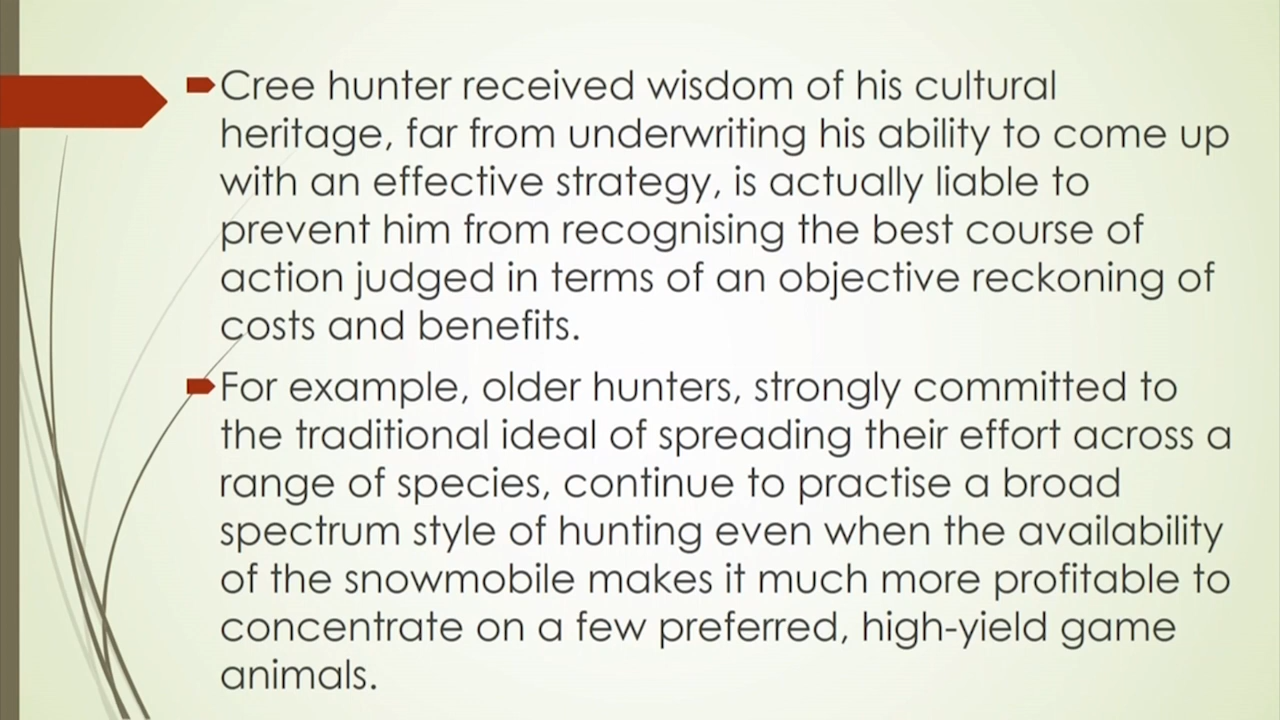 Cree hunter received wisdom of his cultural
heritage, far from underwriting his ability to come up
with an effective strategy, is actually liable to
prevent him from recognising the best course of
action judged in terms of an objective reckoning of
costs and benefits.
For example, older hunters, strongly committed to
the traditional ideal of spreading their effort across a
range of species, continue to practise a broad
spectrum style of hunting even when the availability
of the snowmobile makes it much more profitable to
concentrate on a few preferred, high-yield game
animals.